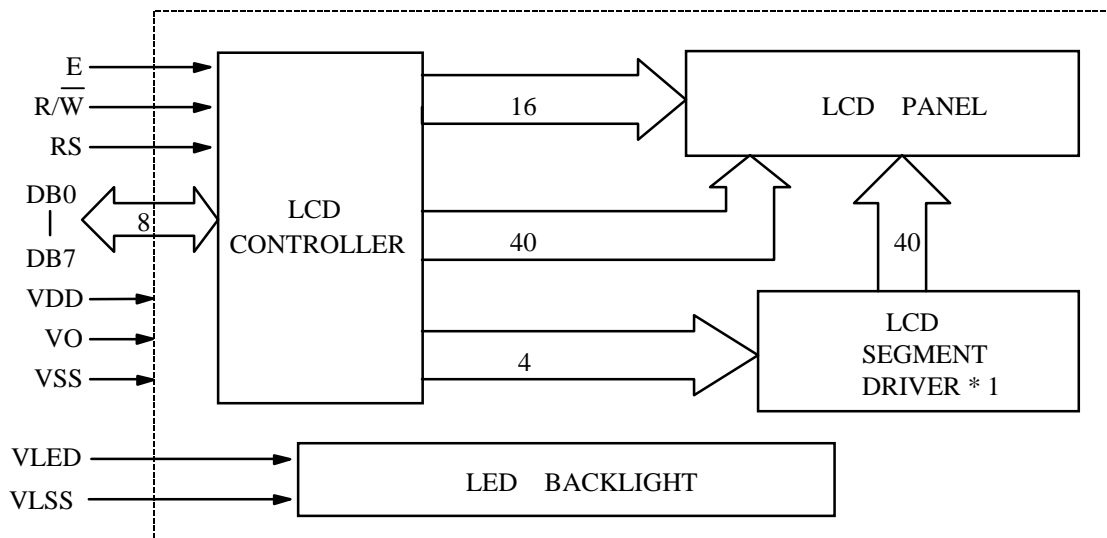 E
R/W̅
RS
DB0
DB7
8
VDD
VO
VSS
VLED
VLSS
LCD
CONTROLLER
16
40
4
LCD PANEL
40
LCD
SEGMENT
DRIVER * 1
LED BACKLIGHT